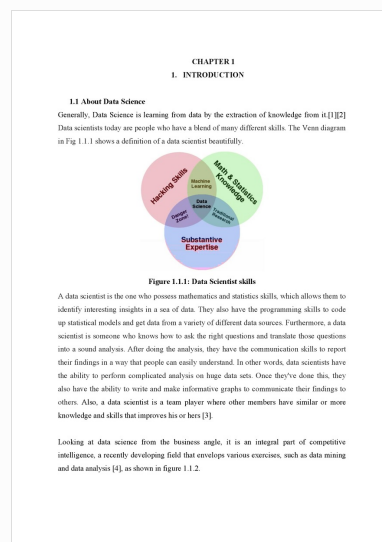 CHAPTER 1
1. INTRODUCTION
1.1 About Data Science
Generally, Data Science is learning from data by the extraction of knowledge from it.[1][2]
Data scientists today are people who have a blend of many different skills. The Venn diagram
in Fig 1.1.1 shows a definition of a data scientist beautifully.
Hacking Skills
Math & Statistics
Knowledge
Machine
Learning
Data
Science
Danger
Zone!
Traditional
Research
Substantive
Expertise
Figure 1.1.1: Data Scientist skills
A data scientist is the one who possess mathematics and statistics skills, which allows them to
identify interesting insights in a sea of data. They also have the programming skills to code
up statistical models and get data from a variety of different data sources. Furthermore, a data
scientist is someone who knows how to ask the right questions and translate those questions
into a sound analysis. After doing the analysis, they have the communication skills to report
their findings in a way that people can easily understand. In other words, data scientists have
the ability to perform complicated analysis on huge data sets. Once they've done this, they
also have the ability to write and make informative graphs to communicate their findings to
others. Also, a data scientist is a team player where other members have similar or more
knowledge and skills that improves his or hers [3].
Looking at data science from the business angle, it is an integral part of competitive
intelligence, a recently developing field that envelops various exercises, such as data mining
and data analysis [4], as shown in figure 1.1.2.